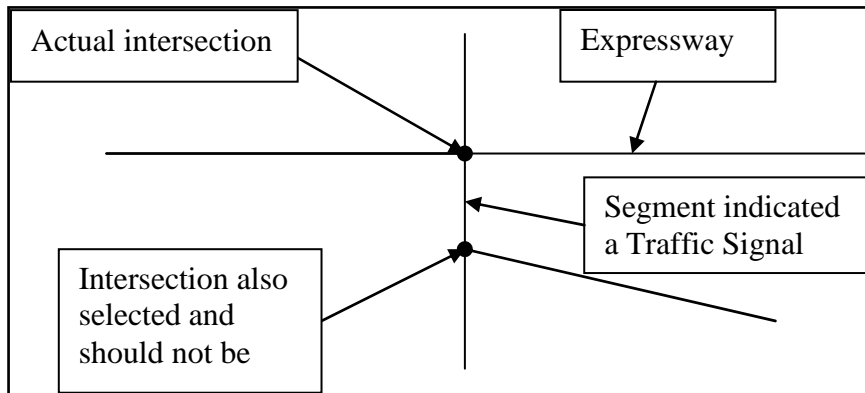 Actual intersection
Expressway
Segment indicated
a Traffic Signal
Intersection also
selected and
should not be